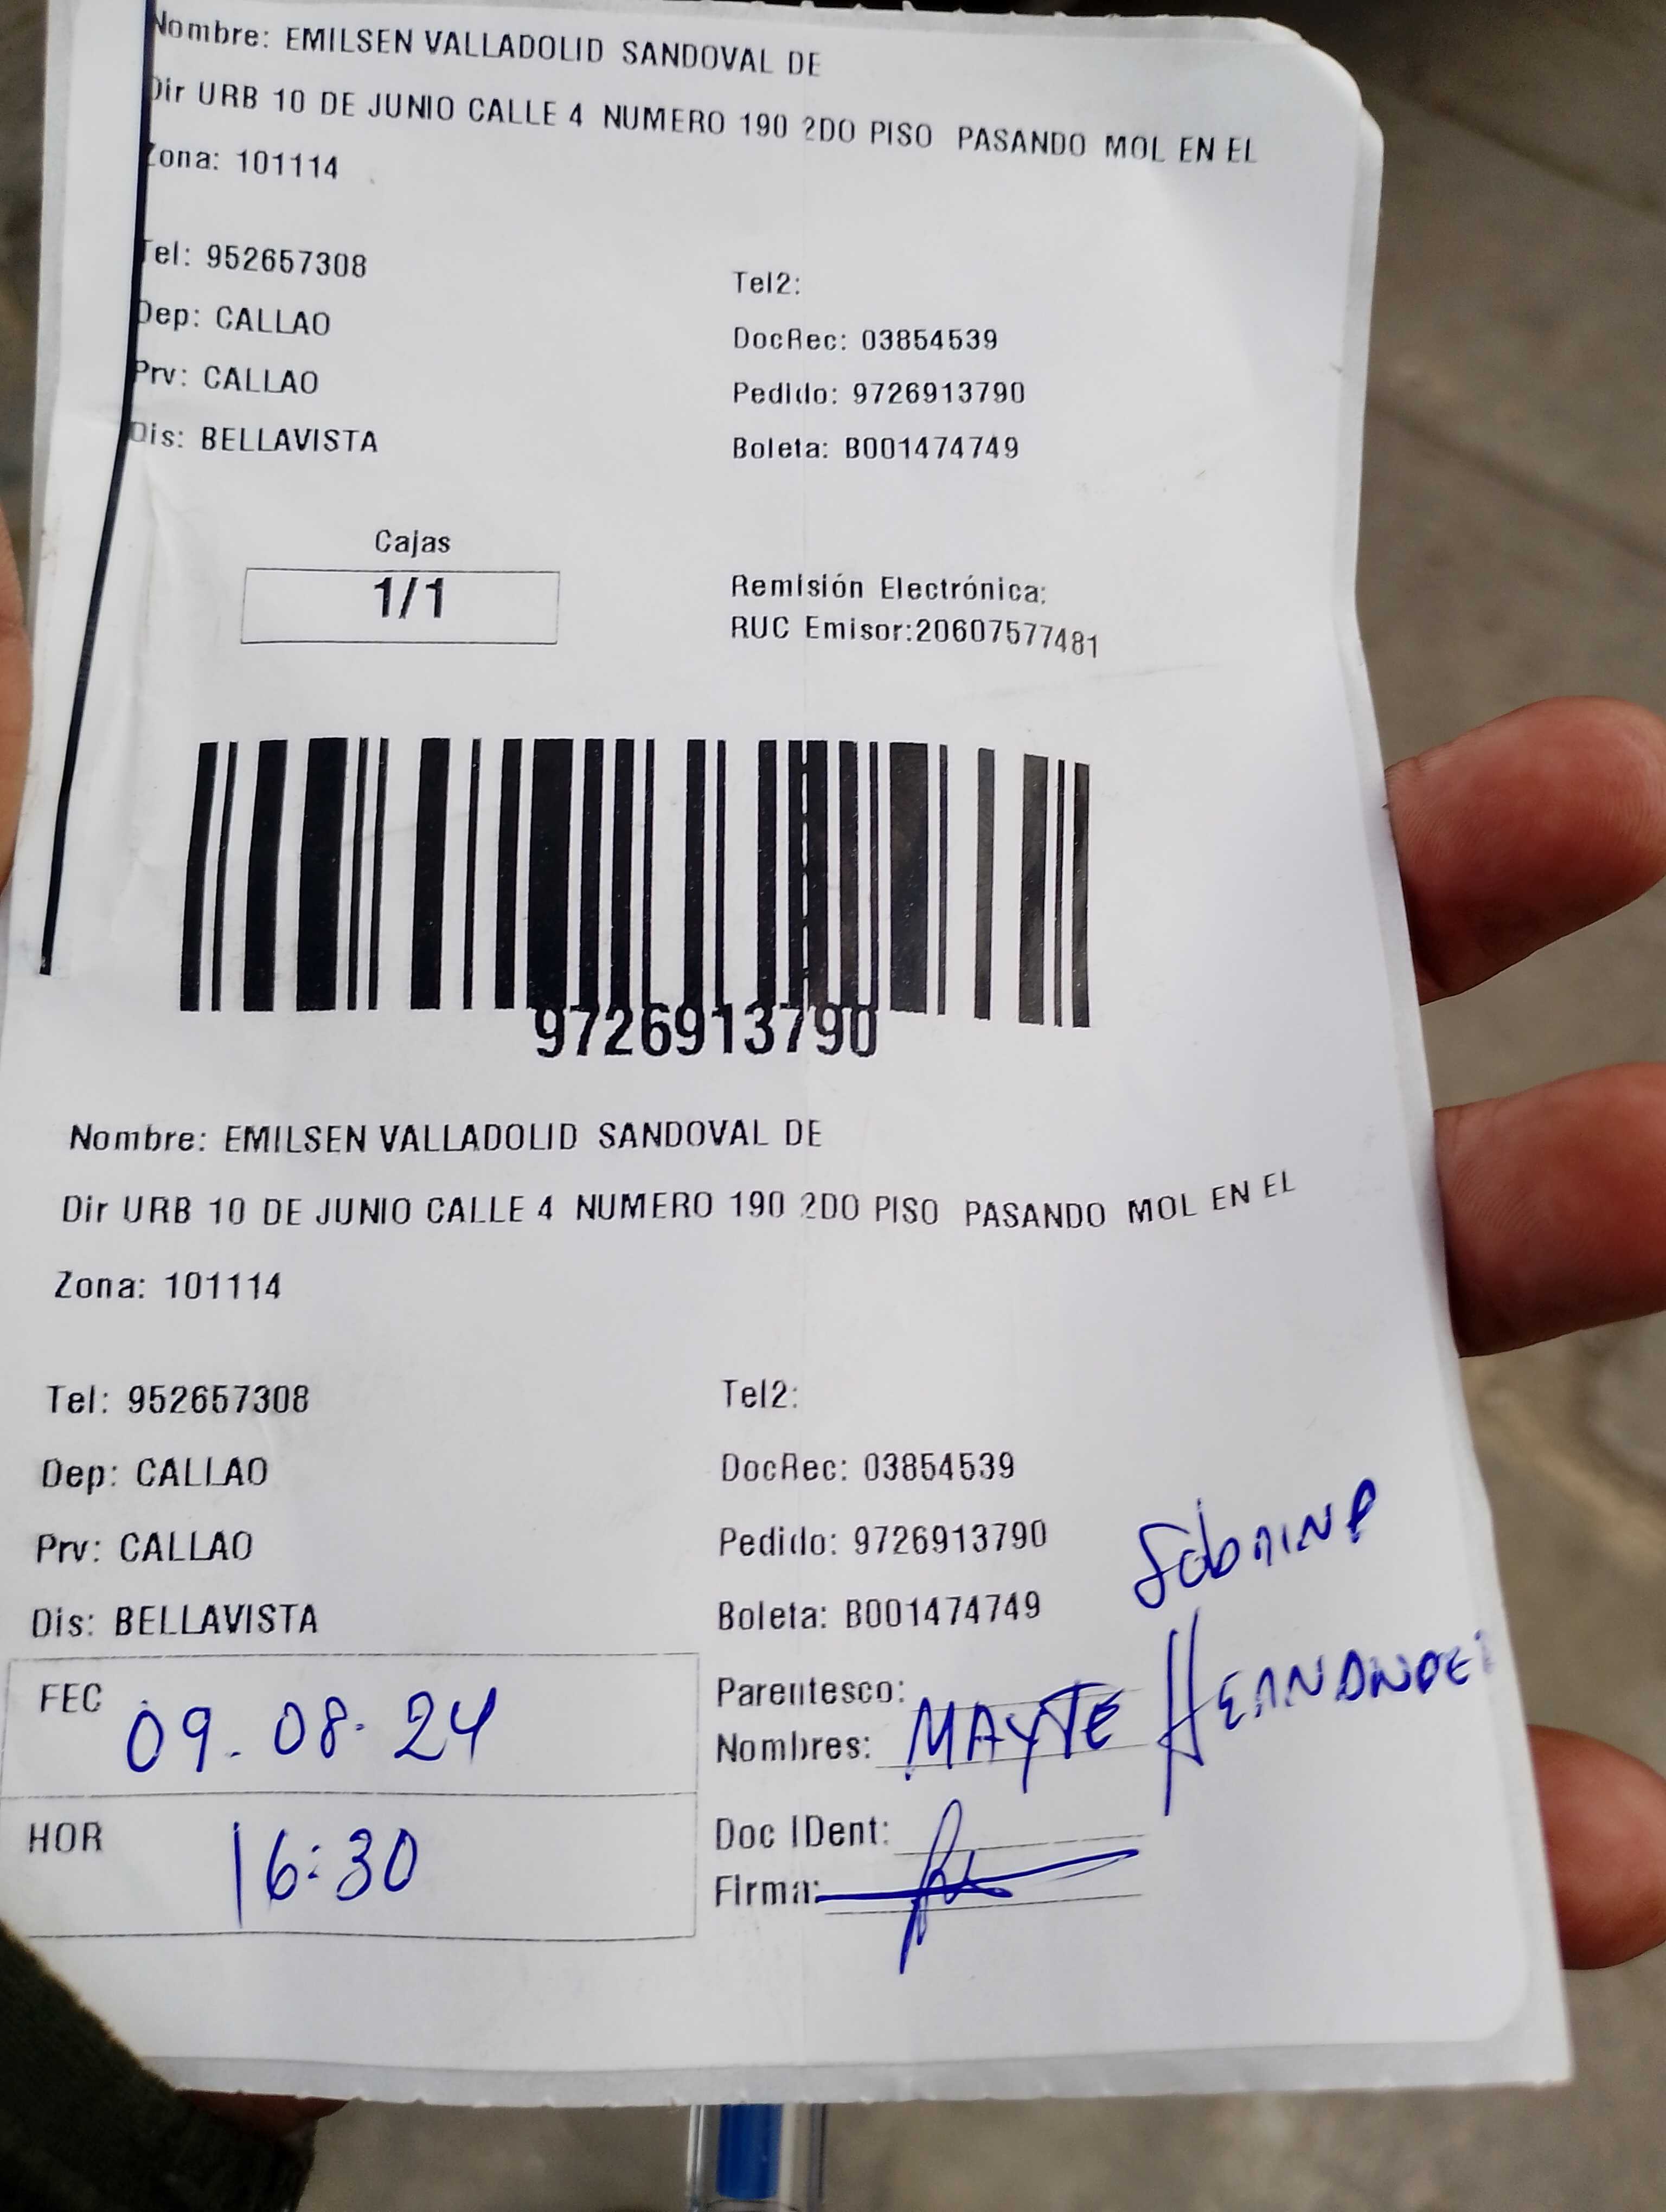 Nombre: EMILSEN VALLADOLID SANDOVAL DE
Dir URB 10 DE JUNIO CALLE 4 NUMERO 190 2DO PISO PASANDO MOL EN EL
Zona: 101114
Tel: 952657308
Tel2:
Dep: CALLAO
DocRec: 03854539
Prv: CALLAO
Pedido: 9726913790
Dis: BELLAVISTA
Boleta: B001474749
Cajas
1/1
Remisión Electrónica:
RUC Emisor:20607577481
9726913790
Nombre: EMILSEN VALLADOLID SANDOVAL DE
Dir URB 10 DE JUNIO CALLE 4 NUMERO 190 2DO PISO PASANDO MOL EN EL
Zona: 101114
Tel: 952657308
Tel2:
Dep: CALLAO
DocRec: 03854539
Prv: CALLAO
Pedido: 9726913790
Dis: BELLAVISTA
Boleta: B001474749
FEC 09.08.24
Parentesco:
Nombres: MAYTE HERNANDEZ
HOR 16:30
Doc IDent:
Firma: